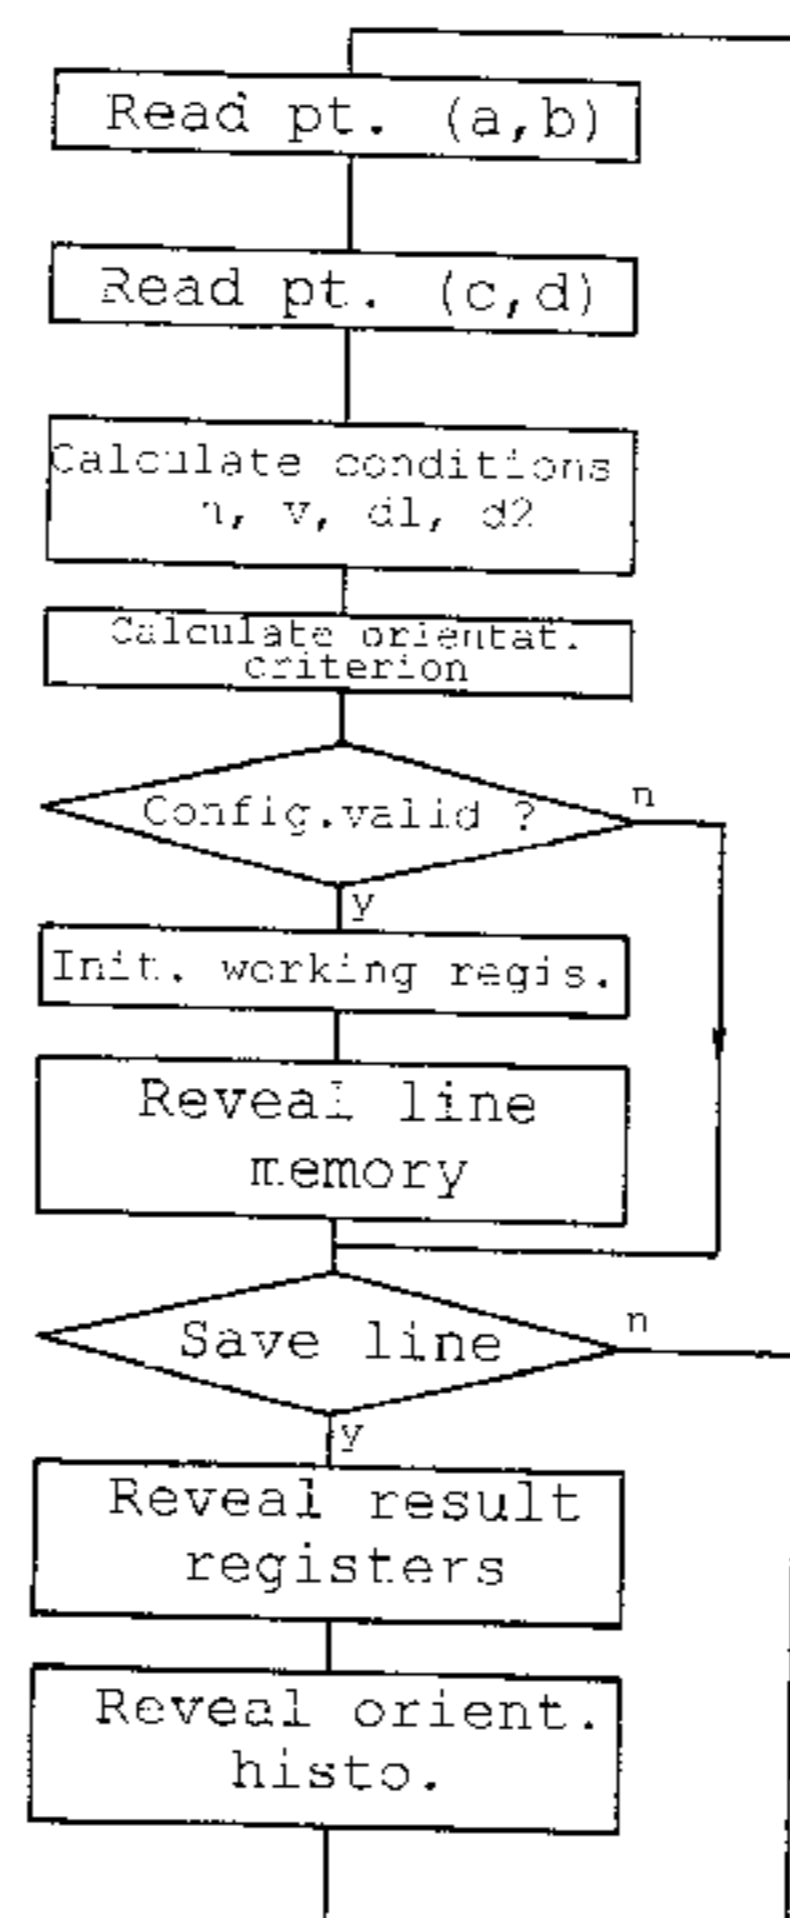 Read pt. (a,b)
Read pt. (c,d)
Calculate conditions
h, v, d1, d2
Calculate orientat.
criterion
Config.valid ?
n
y
Init. working regis.
Reveal line
memory
Save line
n
y
Reveal result
registers
Reveal orient.
histo.